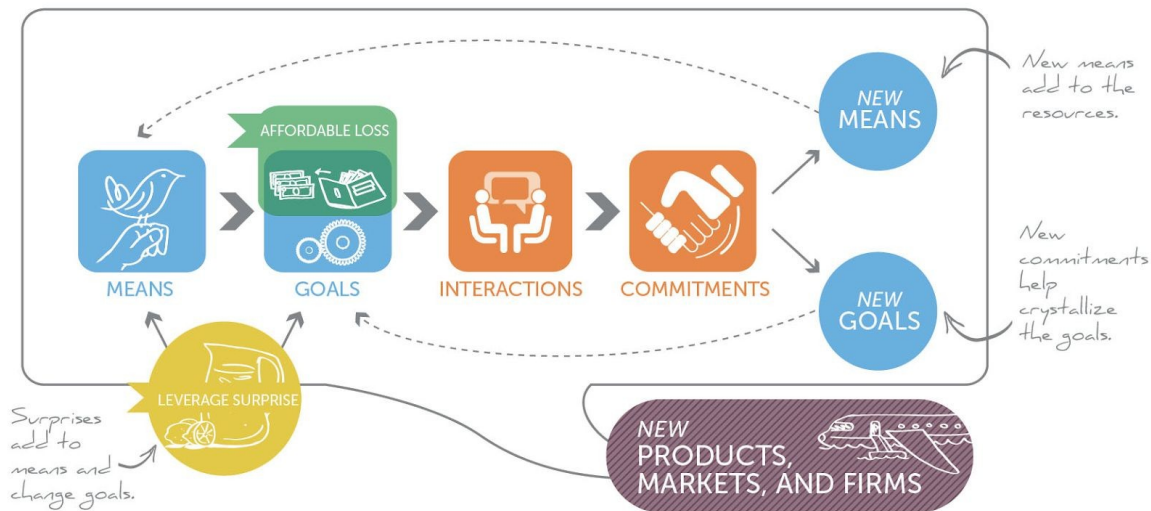 NEW
MEANS
New means
add to the
resources.
AFFORDABLE LOSS
MEANS
GOALS
INTERACTIONS
COMMITMENTS
NEW
GOALS
New
commitments
help
crystallize
the goals.
LEVERAGE SURPRISE
Surprises
add to
means and
change goals.
NEW
PRODUCTS,
MARKETS, AND FIRMS